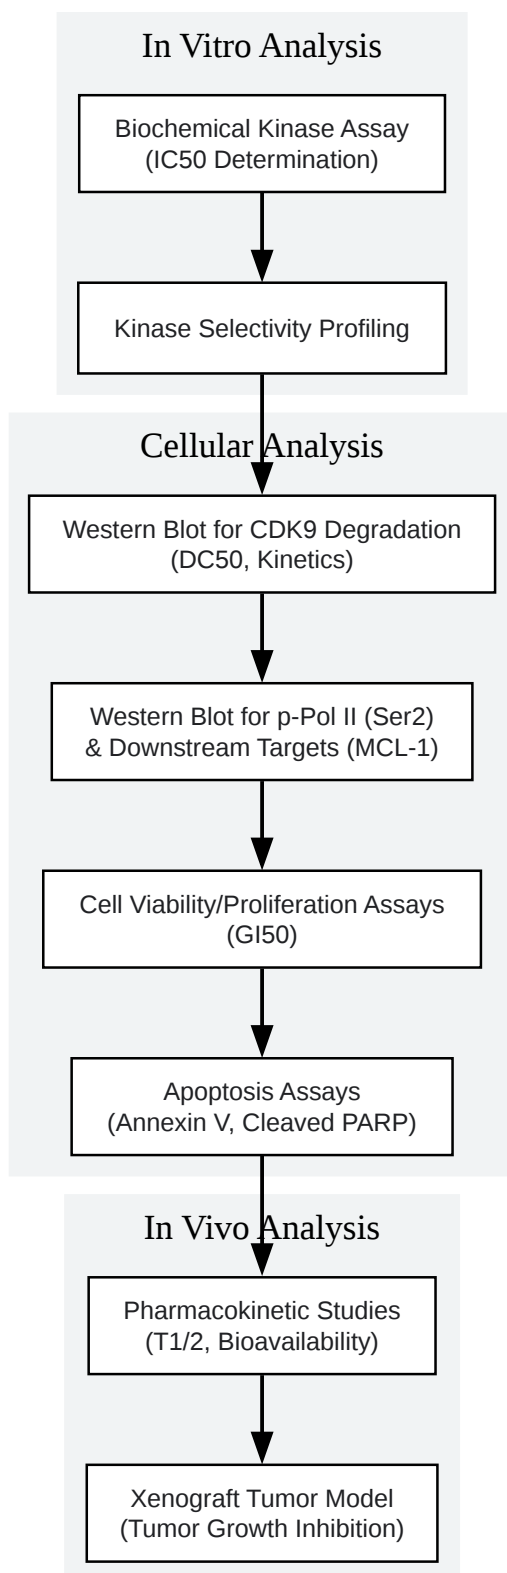 In Vitro Analysis
Biochemical Kinase Assay
(IC50 Determination)
Kinase Selectivity Profiling
Cellular Analysis
Western Blot for CDK9 Degradation
(DC50, Kinetics)
Western Blot for p-Pol II (Ser2)
& Downstream Targets (MCL-1)
Cell Viability/Proliferation Assays
(GI50)
Apoptosis Assays
(Annexin V, Cleaved PARP)
In Vivo Analysis
Pharmacokinetic Studies
(T1/2, Bioavailability)
Xenograft Tumor Model
(Tumor Growth Inhibition)